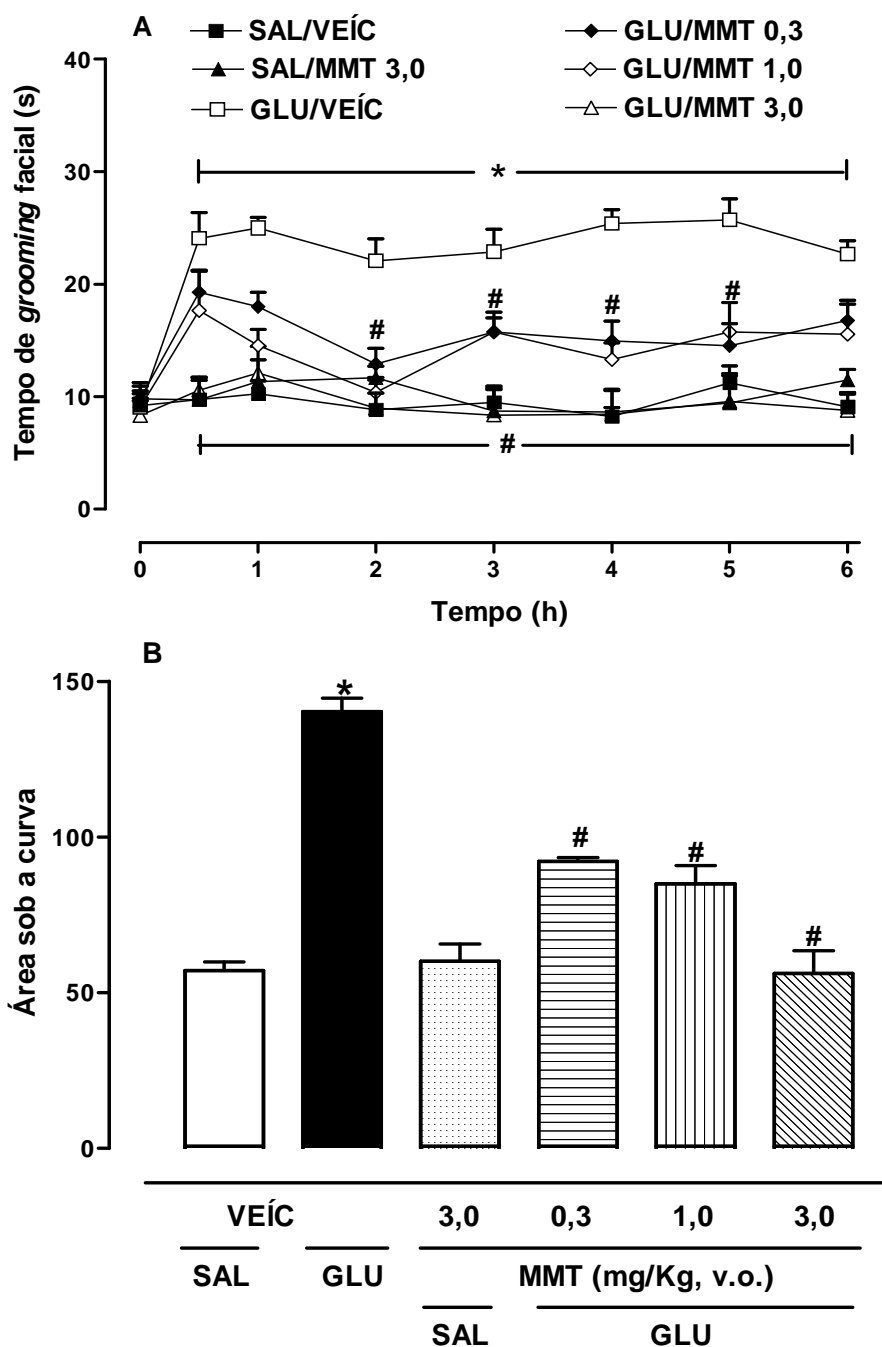 A
SAL/VEÍC
SAL/MMT 3,0
GLU/VEÍC
GLU/MMT 0,3
GLU/MMT 1,0
GLU/MMT 3,0
Tempo de grooming facial (s)
40
30
20
10
0
*
# # # #
#
0 1 2 3 4 5 6
Tempo (h)
B
Área sob a curva
150
100
50
0
*
# # #
VEÍC 3,0 0,3 1,0 3,0
SAL GLU MMT (mg/Kg, v.o.)
SAL GLU